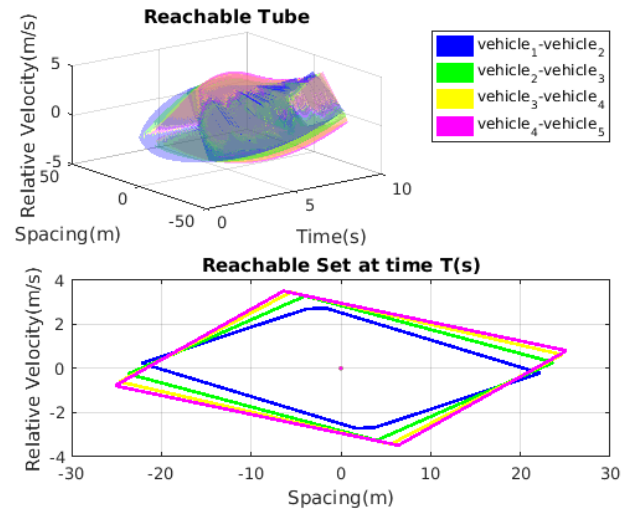 Reachable Tube
Relative Velocity(m/s)
5
0
-5
50
0
-50
Spacing(m)
0
5
10
Time(s)
vehicle1-vehicle2
vehicle2-vehicle3
vehicle3-vehicle4
vehicle4-vehicle5
Reachable Set at time T(s)
Relative Velocity(m/s)
4
2
0
-2
-4
-30 -20 -10 0 10 20 30
Spacing(m)